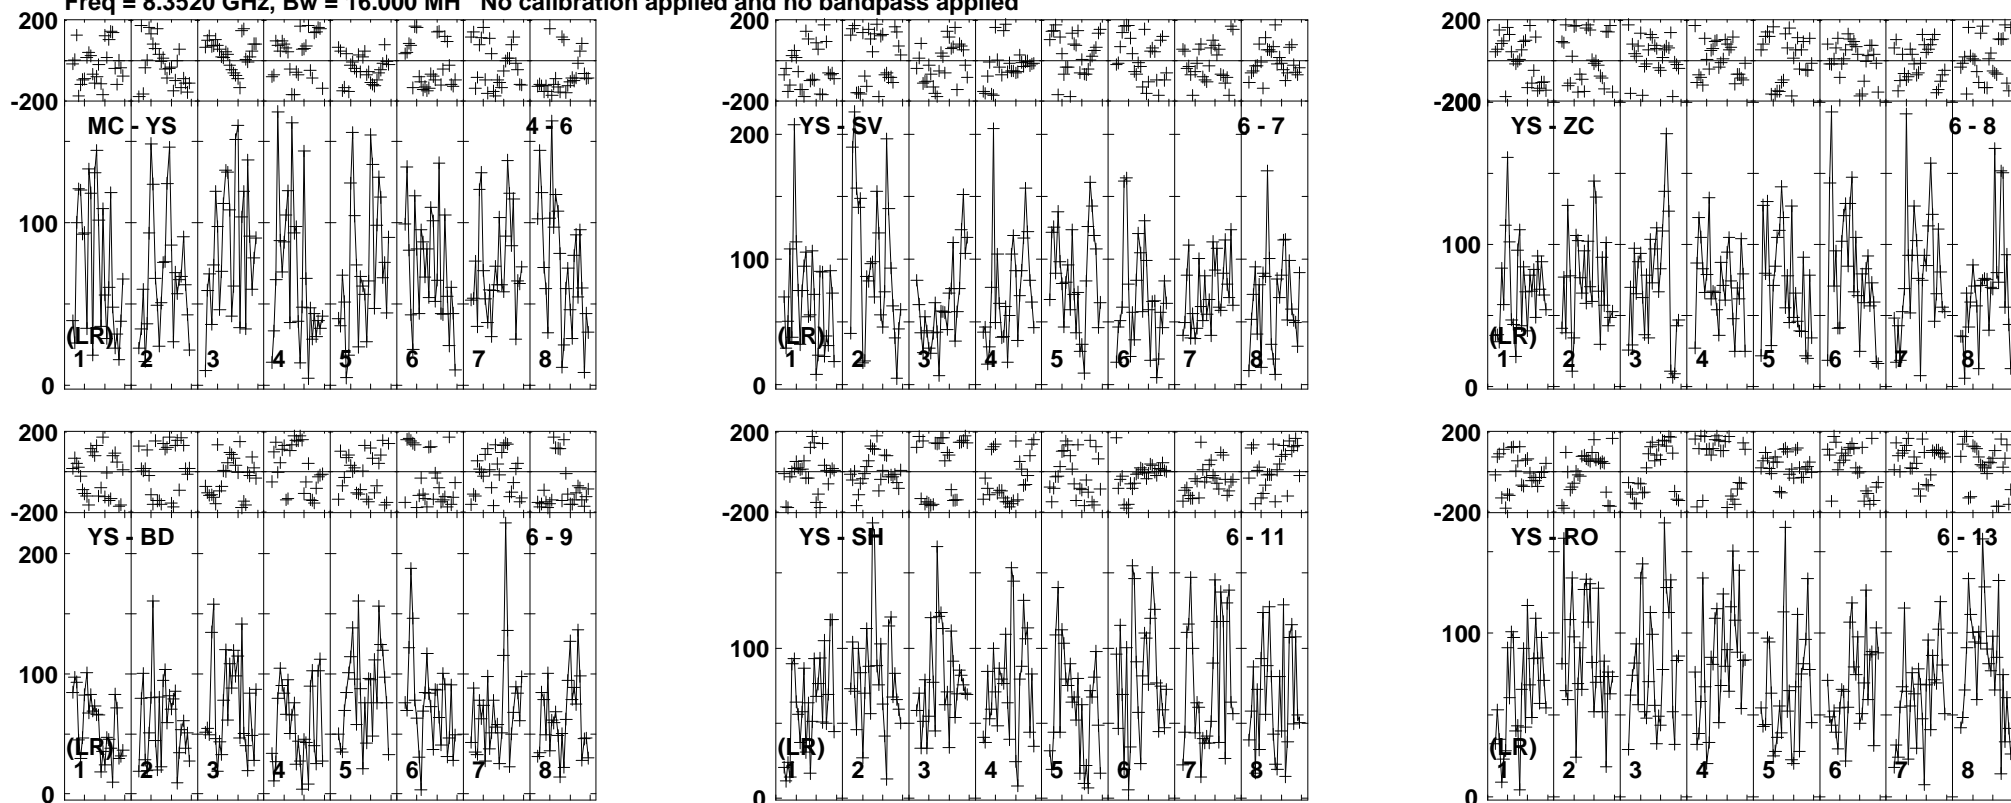 Freq = 8.3520 GHz, Bw = 16.000 MH No calibration applied and no bandpass applied
200
-200
MC - YS
4 - 6
100
0
(LR)
1 2 3 4 5 6 7 8
200
-200
YS - SV
6 - 7
200
100
0
(LR)
1 2 3 4 5 6 7 8
200
-200
YS - ZC
6 - 8
100
0
(LR)
1 2 3 4 5 6 7 8
200
-200
YS - BD
6 - 9
200
100
0
(LR)
1 2 3 4 5 6 7 8
200
-200
YS - SH
6 - 11
100
0
(LR)
1 2 3 4 5 6 7 8
200
-200
YS - RO
6 - 13
100
0
(LR)
1 2 3 4 5 6 7 8